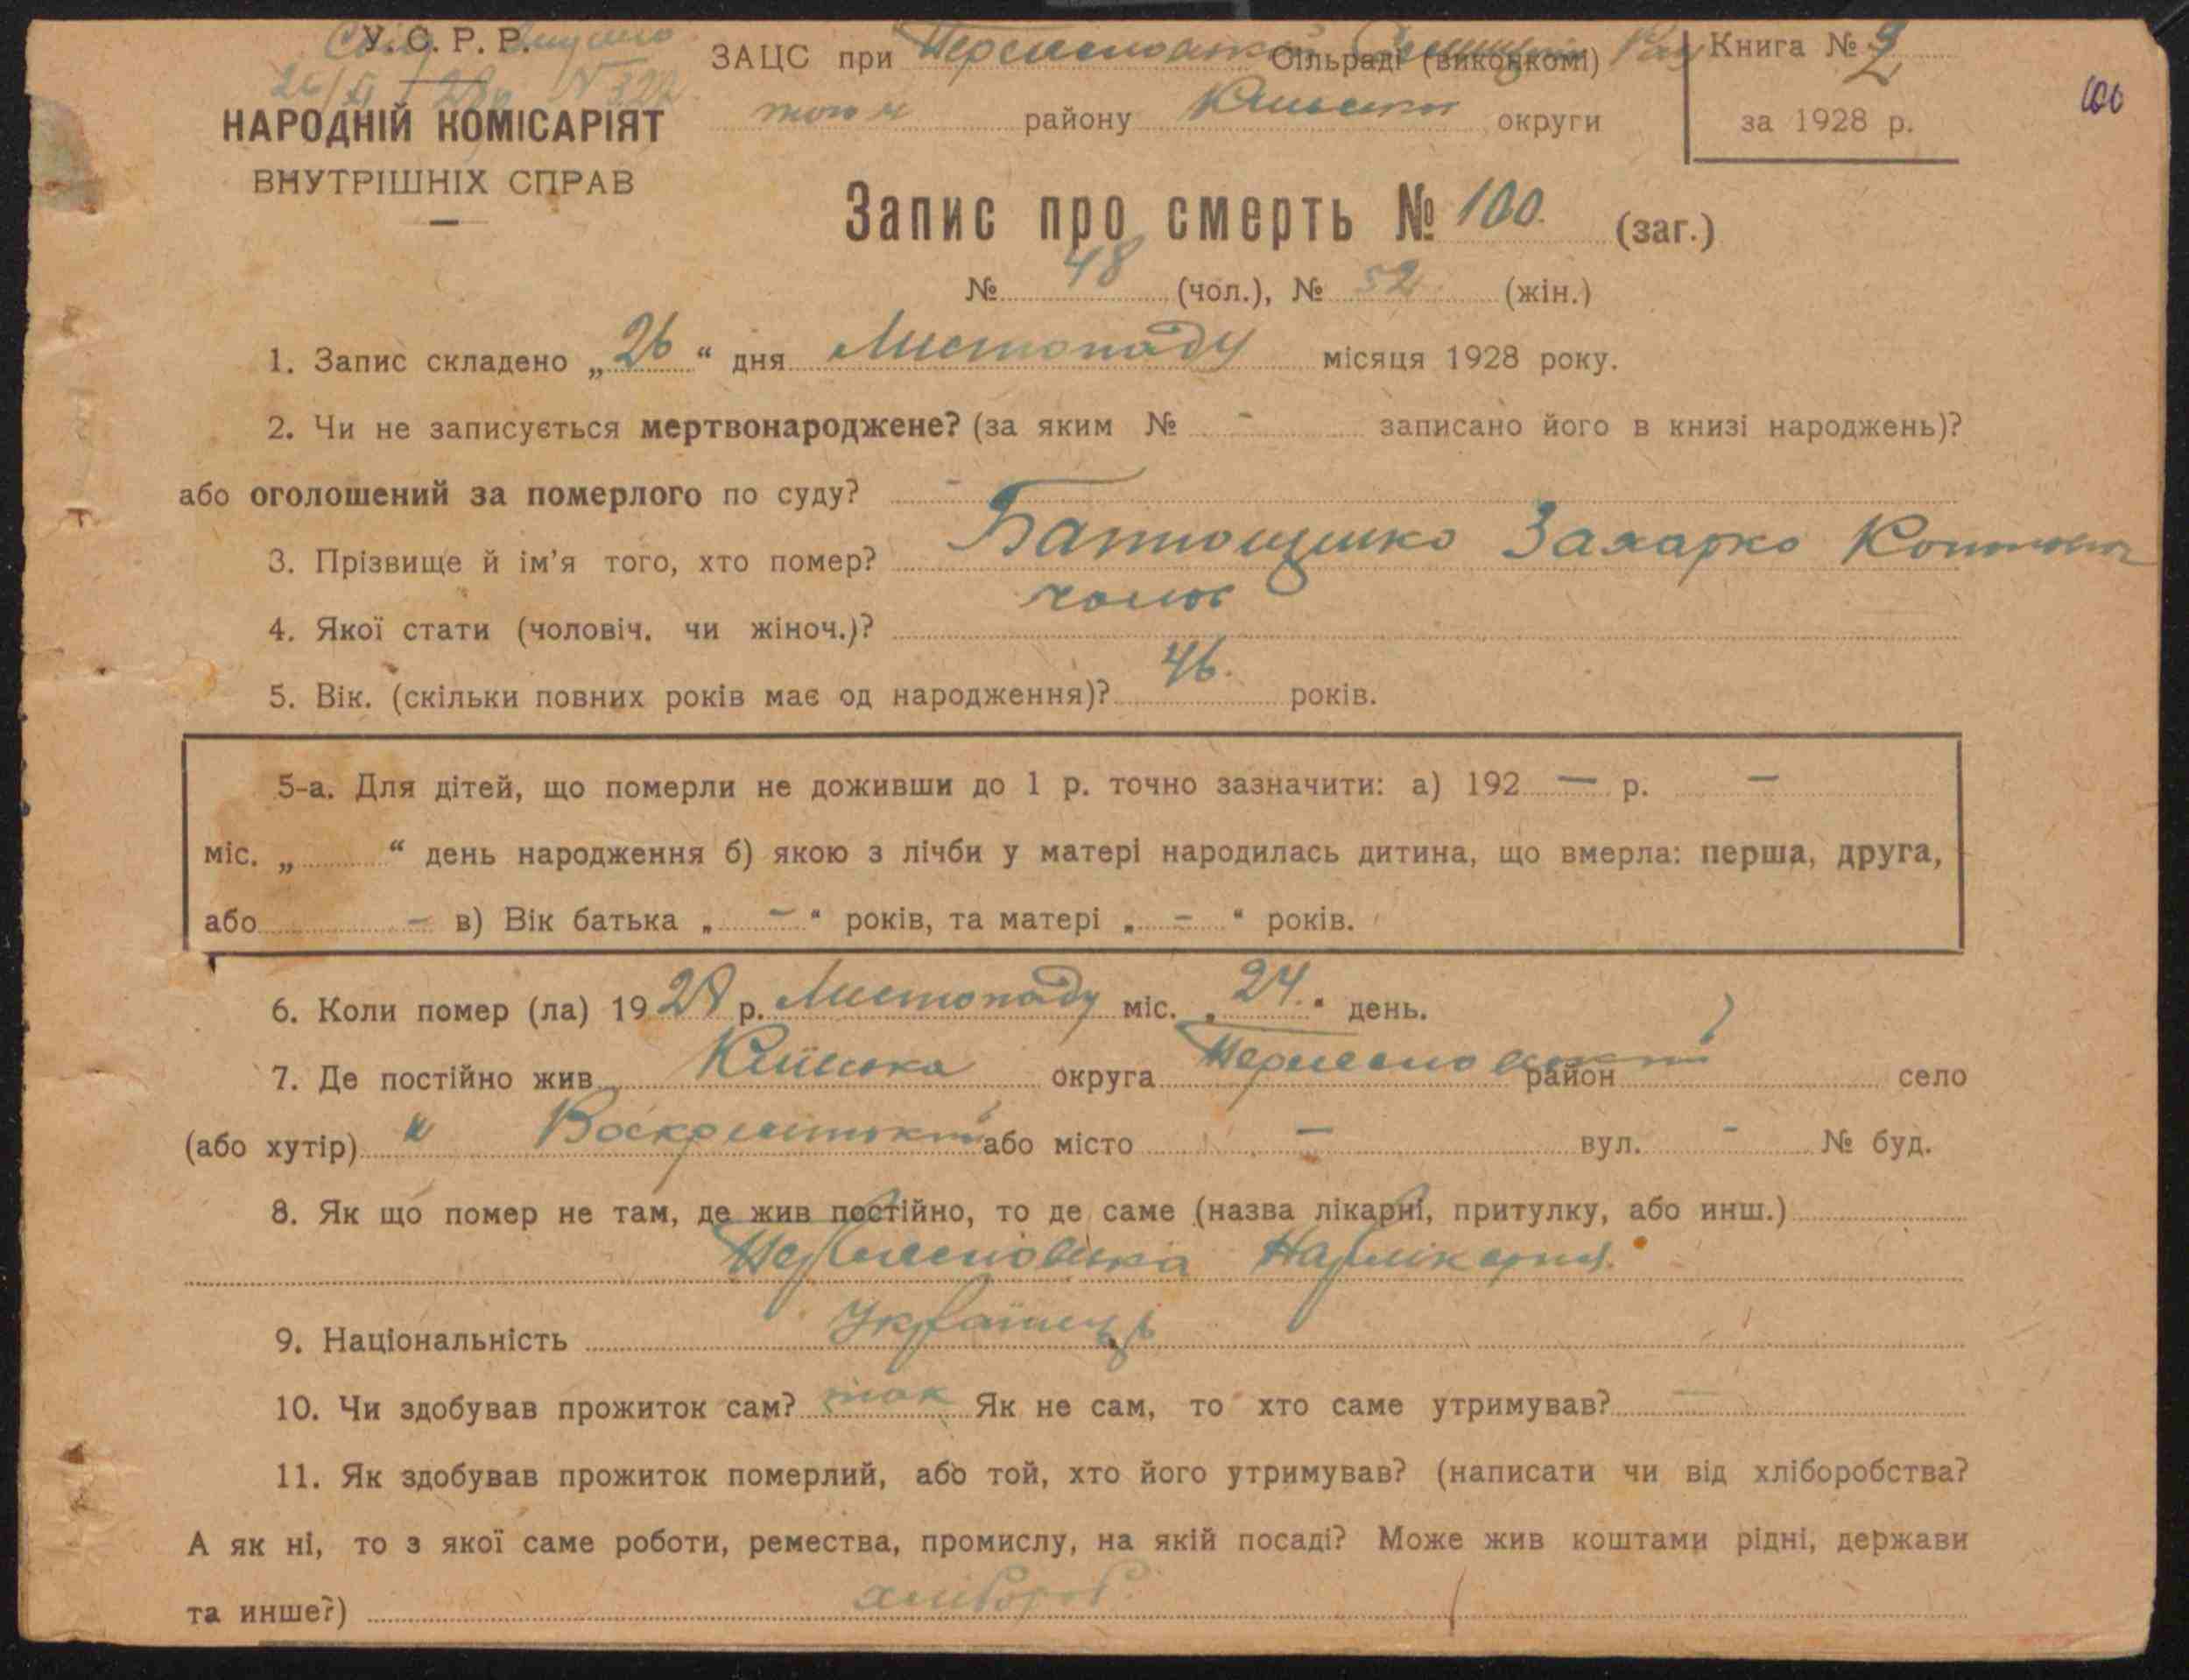 У.С.Р.Р.
26/XI 28р. N 322
НАРОДНІЙ КОМІСАРІЯТ
ВНУТРІШНІХ СПРАВ
ЗАЦС при Сільраді (виконкомі)
того ж району Київської округи
Книга № 2
за 1928 р.
Запис про смерть № 100. (заг.)
№ 48 (чол.), № 52 (жін.)
1. Запис складено „26“ дня Листопаду місяця 1928 року.
2. Чи не записується мертвонароджене? (за яким № - записано його в книзі народжень)?
або оголошений за померлого по суду? -
3. Прізвище й ім'я того, хто помер? Захарко
4. Якої стати (чоловіч. чи жіноч.)? чолов
5. Вік. (скільки повних років має од народження)? 46. років.
5-а. Для дітей, що померли не доживши до 1 р. точно зазначити: а) 192 — р. —
міс. „ “ день народження б) якою з лічби у матері народилась дитина, що вмерла: перша, друга,
або - в) Вік батька „ - “ років, та матері „ - “ років.
6. Коли помер (ла) 1928 р. Листопаду міс. „24.“ день.
7. Де постійно жив Київська округа район село
(або хутір) або місто — вул. - № буд.
8. Як що помер не там, де жив постійно, то де саме (назва лікарні, притулку, або инш.)
9. Національність Українець
10. Чи здобував прожиток сам? так Як не сам, то хто саме утримував? —
11. Як здобував прожиток померлий, або той, хто його утримував? (написати чи від хліборобства?
А як ні, то з якої саме роботи, ремества, промислу, на якій посаді? Може жив коштами рідні, держави
та инше?) хлібороб.